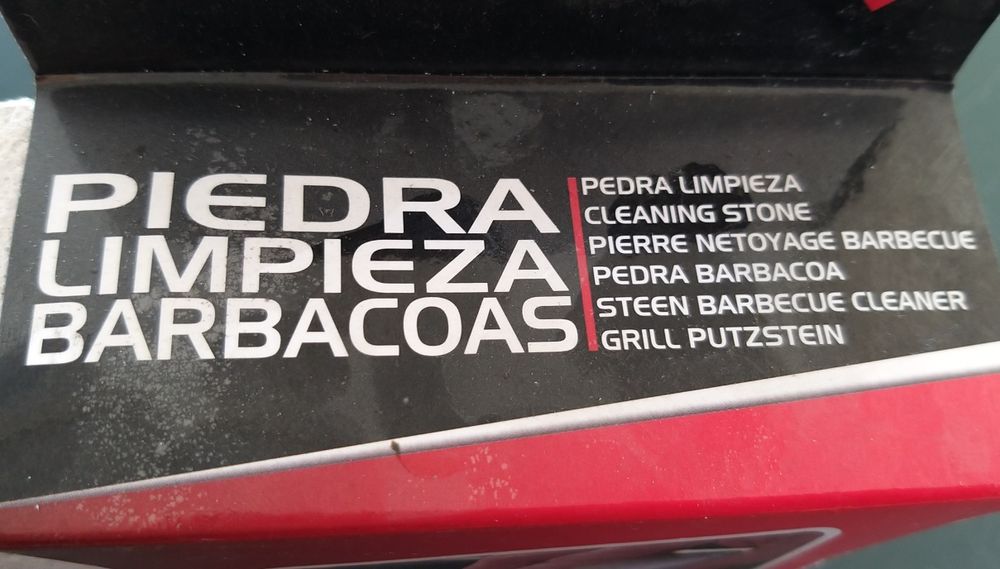 PIEDRA
LIMPIEZA
BARBACOAS
PEDRA LIMPIEZA
CLEANING STONE
PIERRE NETOYAGE BARBECUE
PEDRA BARBACOA
STEEN BARBECUE CLEANER
GRILL PUTZSTEIN